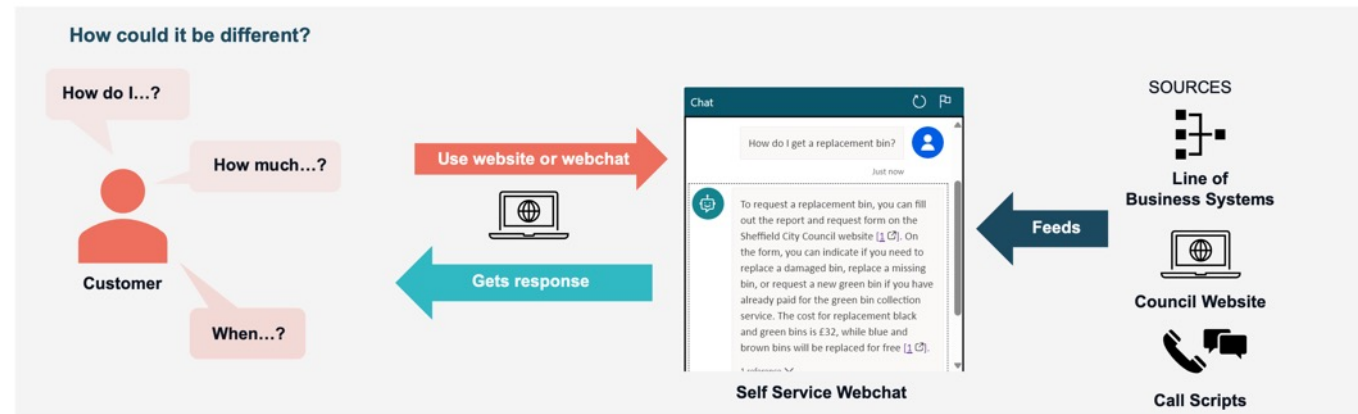 How could it be different?
How do I...?
How much...?
Customer
When...?
Use website or webchat
Gets response
Chat
How do I get a replacement bin?
Just now
To request a replacement bin, you can fill
out the report and request form on the
Sheffield City Council website [1]. On
the form, you can indicate if you need to
replace a damaged bin, replace a missing
bin, or request a new green bin if you have
already paid for the green bin collection
service. The cost for replacement black
and green bins is £32, while blue and
brown bins will be replaced for free [1].
1 reference
Self Service Webchat
Feeds
SOURCES
Line of
Business Systems
Council Website
Call Scripts